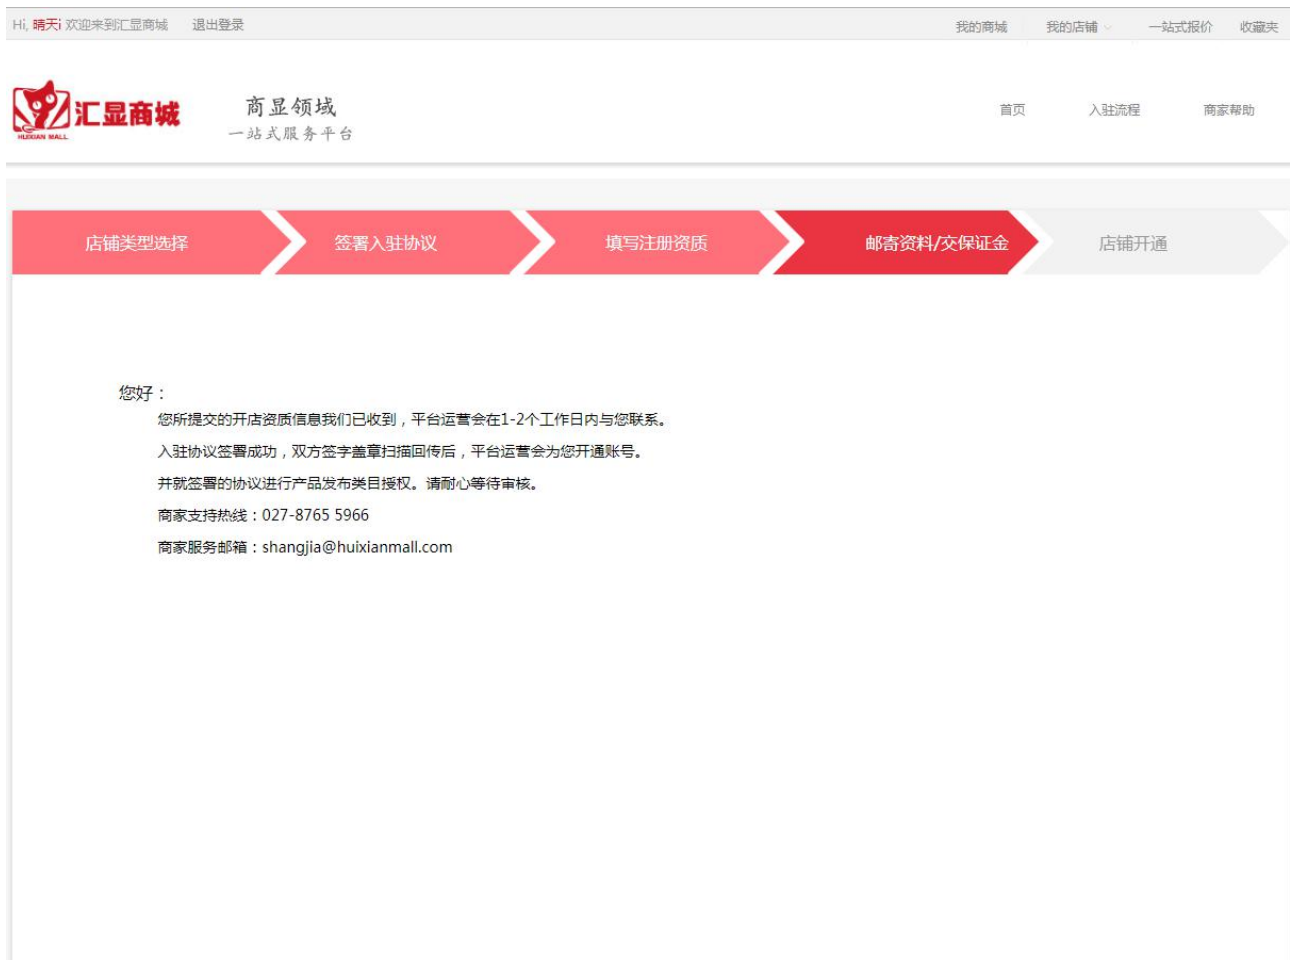 Hi, 晴天i 欢迎来到汇显商城 退出登录 我的商城 我的店铺 一站式报价 收藏夹
汇显商城
HUIXIAN MALL
商显领域
一站式服务平台
首页 入驻流程 商家帮助
店铺类型选择 签署入驻协议 填写注册资质 邮寄资料/交保证金 店铺开通
您好：
您所提交的开店资质信息我们已收到，平台运营会在1-2个工作日内与您联系。
入驻协议签署成功，双方签字盖章扫描回传后，平台运营会为您开通账号。
并就签署的协议进行产品发布类目授权。请耐心等待审核。
商家支持热线：027-8765 5966
商家服务邮箱：shangjia@huixianmall.com